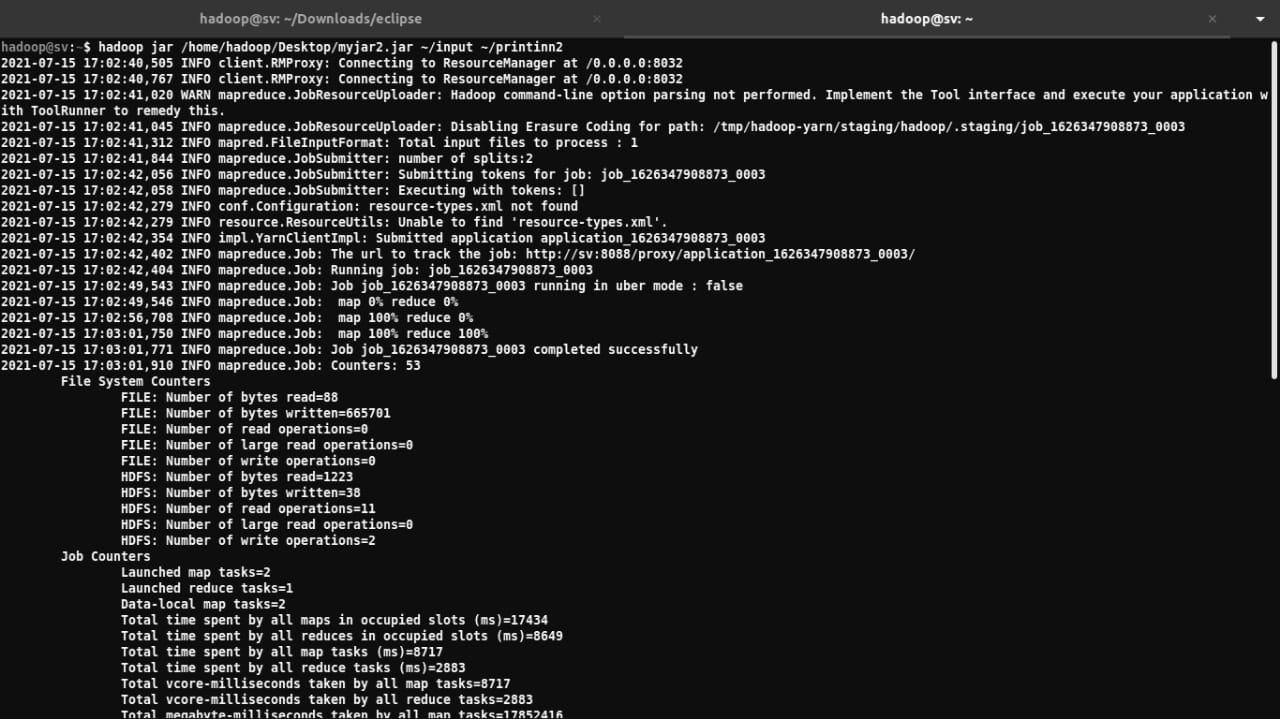 hadoop@sv: ~/Downloads/eclipse
hadoop@sv: ~
hadoop@sv:~$ hadoop jar /home/hadoop/Desktop/myjar2.jar ~/input ~/printinn2
2021-07-15 17:02:40,505 INFO client.RMProxy: Connecting to ResourceManager at /0.0.0.0:8032
2021-07-15 17:02:40,767 INFO client.RMProxy: Connecting to ResourceManager at /0.0.0.0:8032
2021-07-15 17:02:41,020 WARN mapreduce.JobResourceUploader: Hadoop command-line option parsing not performed. Implement the Tool interface and execute your application w
ith ToolRunner to remedy this.
2021-07-15 17:02:41,045 INFO mapreduce.JobResourceUploader: Disabling Erasure Coding for path: /tmp/hadoop-yarn/staging/hadoop/.staging/job_1626347908873_0003
2021-07-15 17:02:41,312 INFO mapred.FileInputFormat: Total input files to process : 1
2021-07-15 17:02:41,844 INFO mapreduce.JobSubmitter: number of splits:2
2021-07-15 17:02:42,056 INFO mapreduce.JobSubmitter: Submitting tokens for job: job_1626347908873_0003
2021-07-15 17:02:42,058 INFO mapreduce.JobSubmitter: Executing with tokens: []
2021-07-15 17:02:42,279 INFO conf.Configuration: resource-types.xml not found
2021-07-15 17:02:42,279 INFO resource.ResourceUtils: Unable to find 'resource-types.xml'.
2021-07-15 17:02:42,354 INFO impl.YarnClientImpl: Submitted application application_1626347908873_0003
2021-07-15 17:02:42,402 INFO mapreduce.Job: The url to track the job: http://sv:8088/proxy/application_1626347908873_0003/
2021-07-15 17:02:42,404 INFO mapreduce.Job: Running job: job_1626347908873_0003
2021-07-15 17:02:49,543 INFO mapreduce.Job: Job job_1626347908873_0003 running in uber mode : false
2021-07-15 17:02:49,546 INFO mapreduce.Job:  map 0% reduce 0%
2021-07-15 17:02:56,708 INFO mapreduce.Job:  map 100% reduce 0%
2021-07-15 17:03:01,750 INFO mapreduce.Job:  map 100% reduce 100%
2021-07-15 17:03:01,771 INFO mapreduce.Job: Job job_1626347908873_0003 completed successfully
2021-07-15 17:03:01,910 INFO mapreduce.Job: Counters: 53
File System Counters
FILE: Number of bytes read=88
FILE: Number of bytes written=665701
FILE: Number of read operations=0
FILE: Number of large read operations=0
FILE: Number of write operations=0
HDFS: Number of bytes read=1223
HDFS: Number of bytes written=38
HDFS: Number of read operations=11
HDFS: Number of large read operations=0
HDFS: Number of write operations=2
Job Counters
Launched map tasks=2
Launched reduce tasks=1
Data-local map tasks=2
Total time spent by all maps in occupied slots (ms)=17434
Total time spent by all reduces in occupied slots (ms)=8649
Total time spent by all map tasks (ms)=8717
Total time spent by all reduce tasks (ms)=2883
Total vcore-milliseconds taken by all map tasks=8717
Total vcore-milliseconds taken by all reduce tasks=2883
Total megabyte-milliseconds taken by all map tasks=17852416